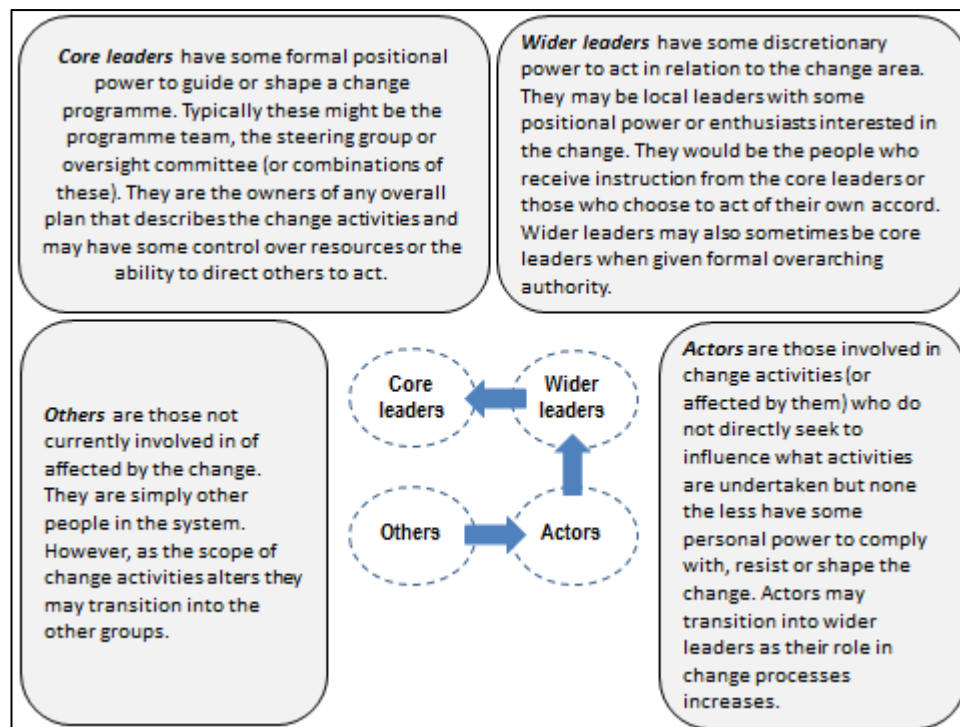 Core leaders have some formal positional
power to guide or shape a change
programme. Typically these might be the
programme team, the steering group or
oversight committee (or combinations of
these). They are the owners of any overall
plan that describes the change activities and
may have some control over resources or the
ability to direct others to act.
Wider leaders have some discretionary
power to act in relation to the change area.
They may be local leaders with some
positional power or enthusiasts interested in
the change. They would be the people who
receive instruction from the core leaders or
those who choose to act of their own accord.
Wider leaders may also sometimes be core
leaders when given formal overarching
authority.
Others are those not
currently involved in of
affected by the change.
They are simply other
people in the system.
However, as the scope of
change activities alters they
may transition into the
other groups.
Core
leaders
Wider
leaders
Others
Actors
Actors are those involved in
change activities (or
affected by them) who do
not directly seek to
influence what activities
are undertaken but none
the less have some
personal power to comply
with, resist or shape the
change. Actors may
transition into wider
leaders as their role in
change processes
increases.